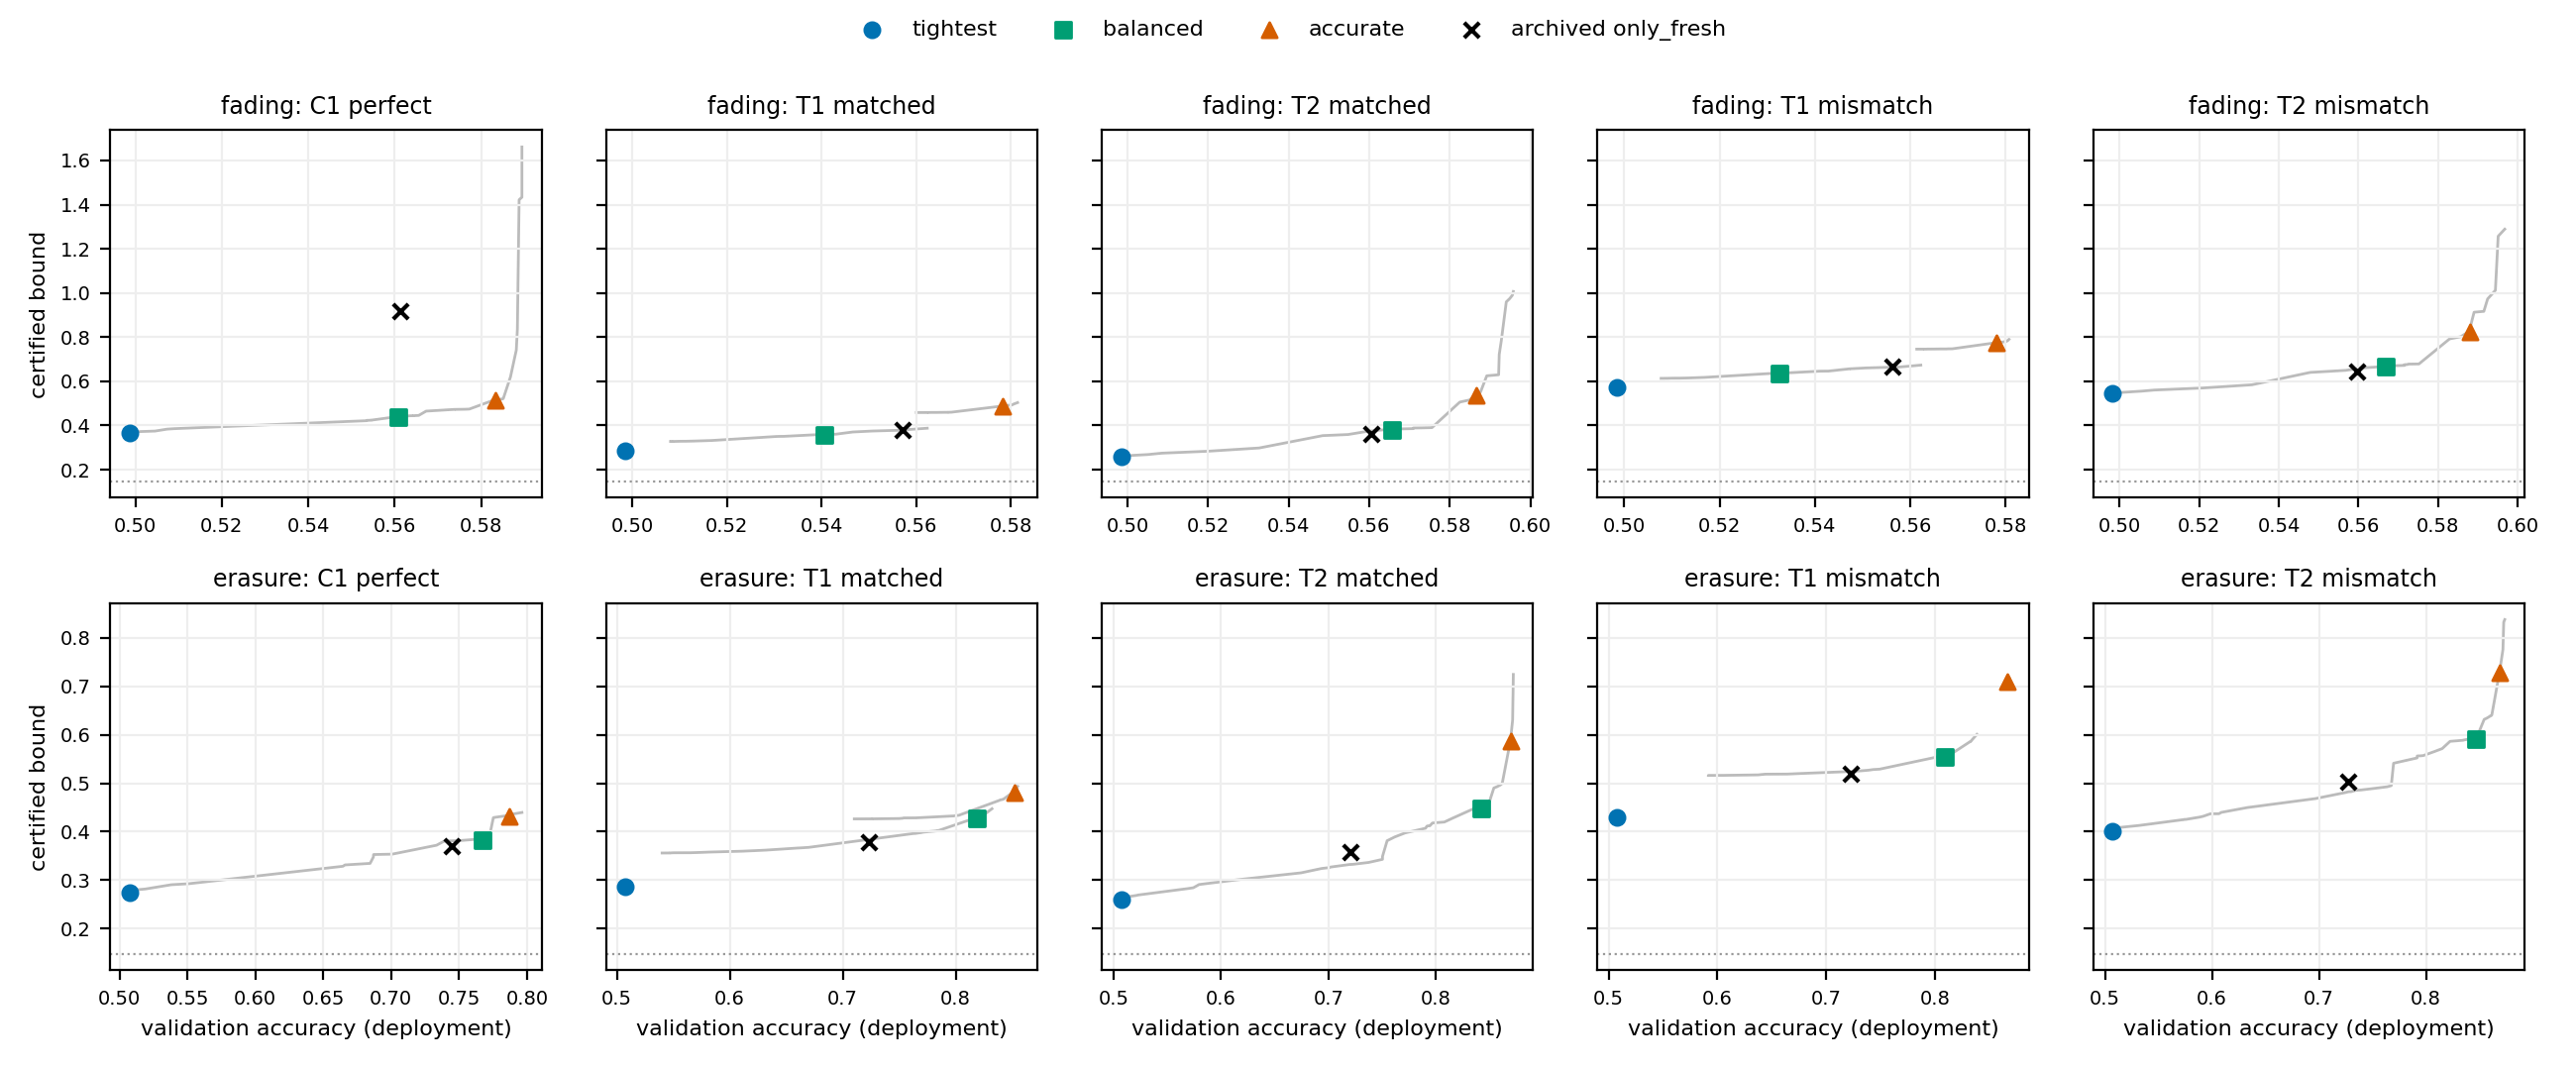 tightest balanced accurate archived only_fresh
fading: C1 perfect
fading: T1 matched
fading: T2 matched
fading: T1 mismatch
fading: T2 mismatch
certified bound
1.6
1.4
1.2
1.0
0.8
0.6
0.4
0.2
0.50 0.52 0.54 0.56 0.58
0.50 0.52 0.54 0.56 0.58
0.50 0.52 0.54 0.56 0.58 0.60
0.50 0.52 0.54 0.56 0.58
0.50 0.52 0.54 0.56 0.58 0.60
erasure: C1 perfect
erasure: T1 matched
erasure: T2 matched
erasure: T1 mismatch
erasure: T2 mismatch
certified bound
0.8
0.7
0.6
0.5
0.4
0.3
0.2
0.50 0.55 0.60 0.65 0.70 0.75 0.80
0.5 0.6 0.7 0.8
0.5 0.6 0.7 0.8
0.5 0.6 0.7 0.8
0.5 0.6 0.7 0.8
validation accuracy (deployment)
validation accuracy (deployment)
validation accuracy (deployment)
validation accuracy (deployment)
validation accuracy (deployment)